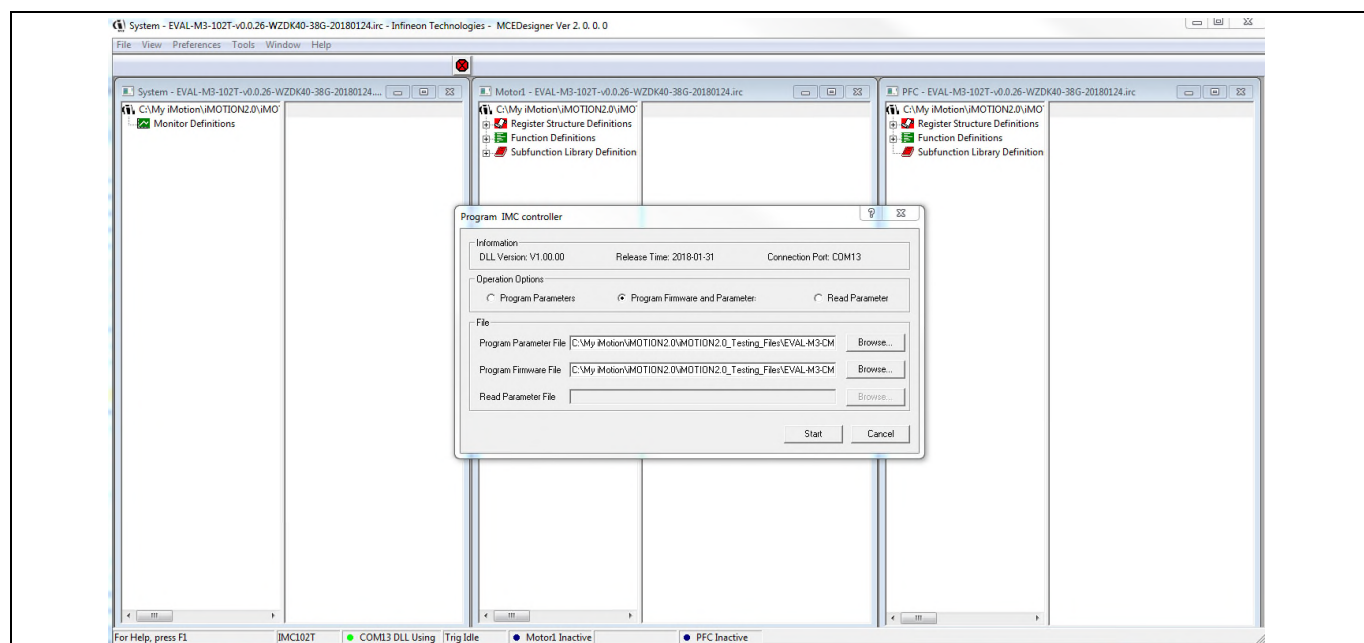 System - EVAL-M3-102T-v0.0.26-WZDK40-38G-20180124.irc - Infineon Technologies - MCEDesigner Ver 2. 0. 0. 0
File View Preferences Tools Window Help
System - EVAL-M3-102T-v0.0.26-WZDK40-38G-20180124....
C:\My iMotion\iMOTION2.0\iMO
Monitor Definitions
Motor1 - EVAL-M3-102T-v0.0.26-WZDK40-38G-20180124.irc
C:\My iMotion\iMOTION2.0\iMO
Register Structure Definitions
Function Definitions
Subfunction Library Definition
PFC - EVAL-M3-102T-v0.0.26-WZDK40-38G-20180124.irc
C:\My iMotion\iMOTION2.0\iMO
Register Structure Definitions
Function Definitions
Subfunction Library Definition
Program IMC controller
Information
DLL Version: V1.00.00 Release Time: 2018-01-31 Connection Port: COM13
Operation Options
Program Parameters Program Firmware and Parameter Read Parameter
File
Program Parameter File C:\My iMotion\iMOTION2.0\iMOTION2.0_Testing_Files\EVAL-M3-CM Browse...
Program Firmware File C:\My iMotion\iMOTION2.0\iMOTION2.0_Testing_Files\EVAL-M3-CM Browse...
Read Parameter File Browse...
Start Cancel
For Help, press F1 IMC102T COM13 DLL Using Trig Idle Motor1 Inactive PFC Inactive